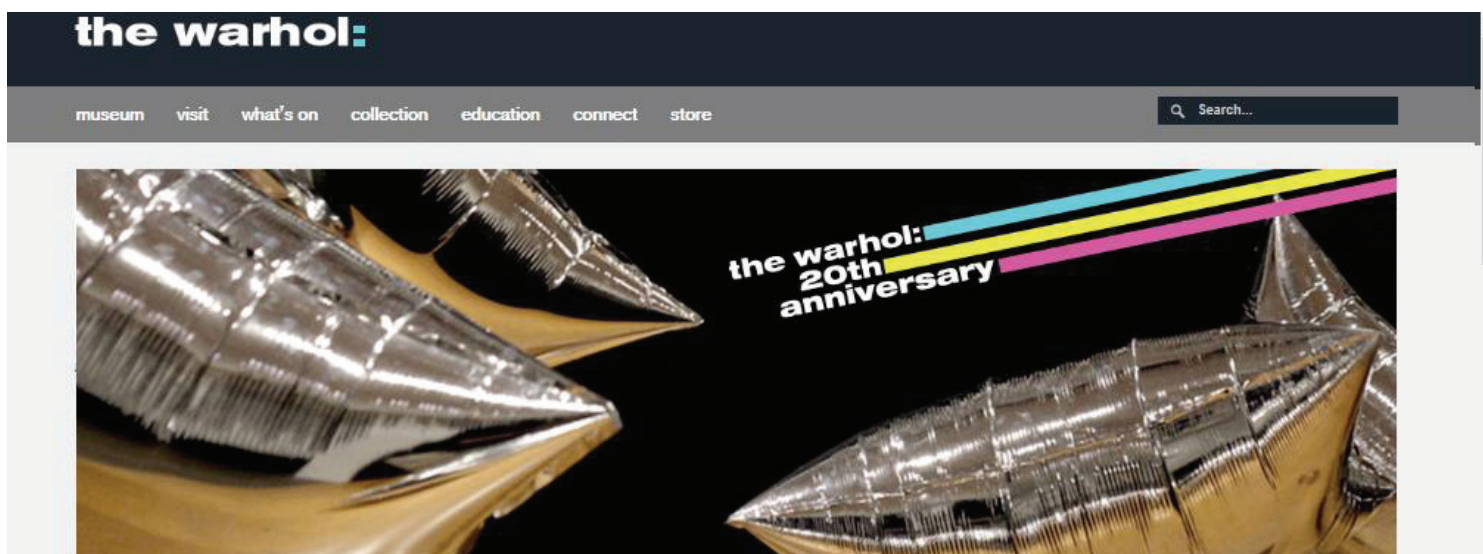 the warhol:
museum visit what's on collection education connect store Search...
the warhol:
20th
anniversary